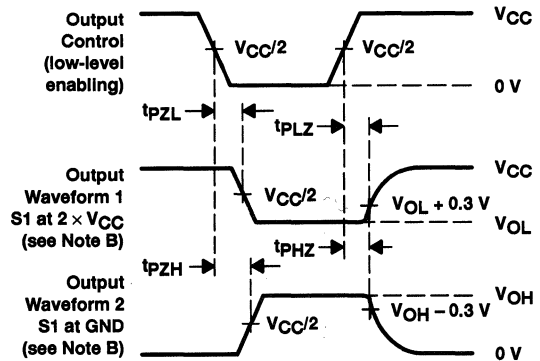 Output
Control
(low-level
enabling)
VCC/2
VCC/2
VCC
0 V
tPZL
tPLZ
Output
Waveform 1
S1 at 2 × VCC
(see Note B)
VCC/2
VCC
VOL + 0.3 V
VOL
tPZH
tPHZ
Output
Waveform 2
S1 at GND
(see Note B)
VCC/2
VOH
VOH – 0.3 V
0 V